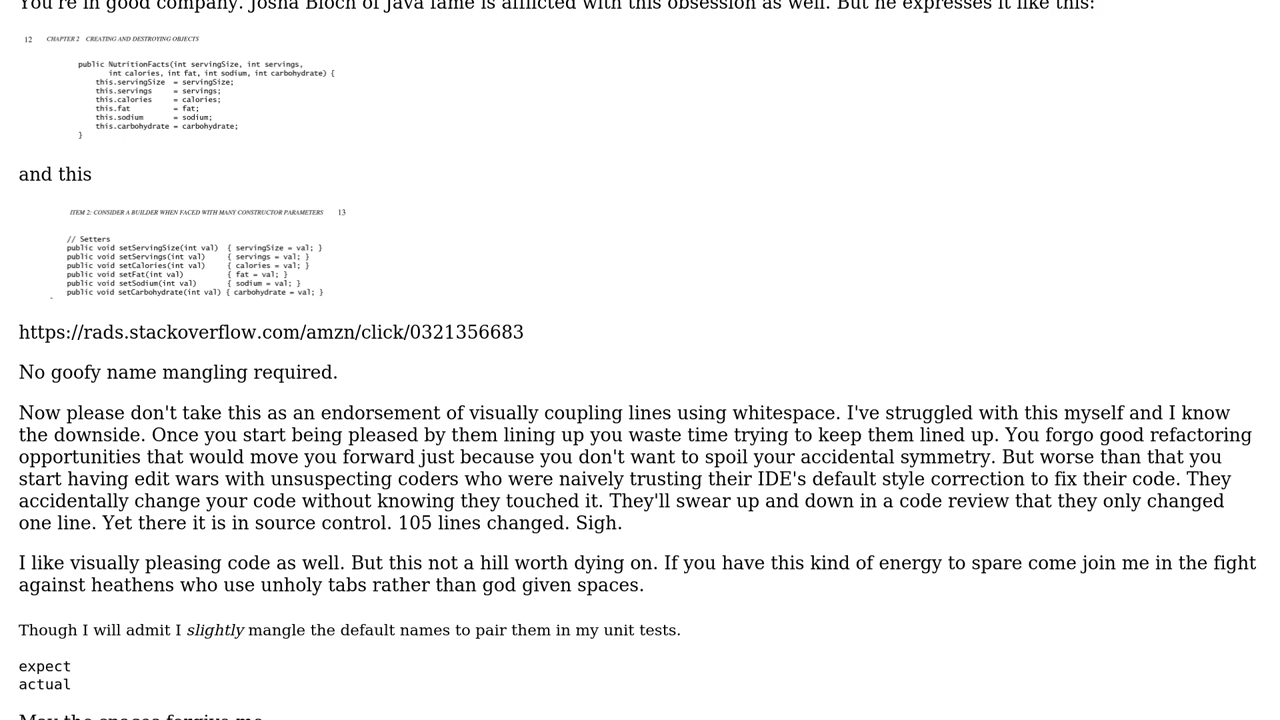 You're in good company. Josha Bloch of Java fame is afflicted with this obsession as well. But he expresses it like this:
12 CHAPTER 2 CREATING AND DESTROYING OBJECTS
public NutritionFacts(int servingSize, int servings,
int calories, int fat, int sodium, int carbohydrate) {
this.servingSize = servingSize;
this.servings = servings;
this.calories = calories;
this.fat = fat;
this.sodium = sodium;
this.carbohydrate = carbohydrate;
}
and this
ITEM 2: CONSIDER A BUILDER WHEN FACED WITH MANY CONSTRUCTOR PARAMETERS 13
// Setters
public void setServingSize(int val) { servingSize = val; }
public void setServings(int val) { servings = val; }
public void setCalories(int val) { calories = val; }
public void setFat(int val) { fat = val; }
public void setSodium(int val) { sodium = val; }
public void setCarbohydrate(int val) { carbohydrate = val; }
https://rads.stackoverflow.com/amzn/click/0321356683
No goofy name mangling required.
Now please don't take this as an endorsement of visually coupling lines using whitespace. I've struggled with this myself and I know
the downside. Once you start being pleased by them lining up you waste time trying to keep them lined up. You forgo good refactoring
opportunities that would move you forward just because you don't want to spoil your accidental symmetry. But worse than that you
start having edit wars with unsuspecting coders who were naively trusting their IDE's default style correction to fix their code. They
accidentally change your code without knowing they touched it. They'll swear up and down in a code review that they only changed
one line. Yet there it is in source control. 105 lines changed. Sigh.
I like visually pleasing code as well. But this not a hill worth dying on. If you have this kind of energy to spare come join me in the fight
against heathens who use unholy tabs rather than god given spaces.
Though I will admit I slightly mangle the default names to pair them in my unit tests.
expect
actual
May the spaces forgive me.